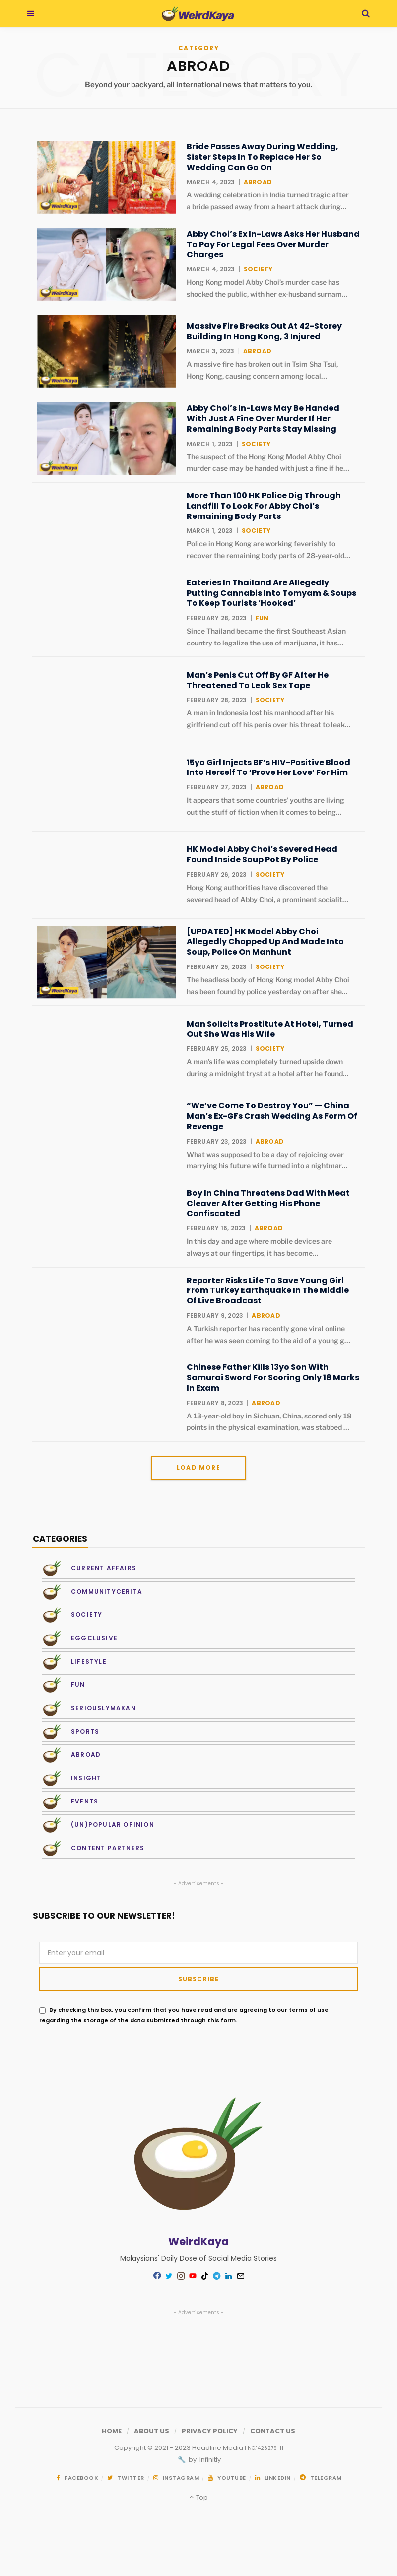 WeirdKaya
CATEGORY
CATEGORY
ABROAD
Beyond your backyard, all international news that matters to you.
Bride Passes Away During Wedding,
Sister Steps In To Replace Her So
Wedding Can Go On
MARCH 4, 2023 | ABROAD
A wedding celebration in India turned tragic after
a bride passed away from a heart attack during...
WeirdKaya
Abby Choi's Ex In-Laws Asks Her Husband
To Pay For Legal Fees Over Murder
Charges
MARCH 4, 2023 | SOCIETY
Hong Kong model Abby Choi's murder case has
shocked the public, with her ex-husband surnam...
WeirdKaya
Massive Fire Breaks Out At 42-Storey
Building In Hong Kong, 3 Injured
MARCH 3, 2023 | ABROAD
A massive fire has broken out in Tsim Sha Tsui,
Hong Kong, causing concern among local...
WeirdKaya
Abby Choi's In-Laws May Be Handed
With Just A Fine Over Murder If Her
Remaining Body Parts Stay Missing
MARCH 1, 2023 | SOCIETY
The suspect of the Hong Kong Model Abby Choi
murder case may be handed with just a fine if he...
WeirdKaya
More Than 100 HK Police Dig Through
Landfill To Look For Abby Choi's
Remaining Body Parts
MARCH 1, 2023 | SOCIETY
Police in Hong Kong are working feverishly to
recover the remaining body parts of 28-year-old...
Eateries In Thailand Are Allegedly
Putting Cannabis Into Tomyam & Soups
To Keep Tourists 'Hooked'
FEBRUARY 28, 2023 | FUN
Since Thailand became the first Southeast Asian
country to legalize the use of marijuana, it has...
Man's Penis Cut Off By GF After He
Threatened To Leak Sex Tape
FEBRUARY 28, 2023 | SOCIETY
A man in Indonesia lost his manhood after his
girlfriend cut off his penis over his threat to leak...
15yo Girl Injects BF's HIV-Positive Blood
Into Herself To 'Prove Her Love' For Him
FEBRUARY 27, 2023 | ABROAD
It appears that some countries' youths are living
out the stuff of fiction when it comes to being...
HK Model Abby Choi's Severed Head
Found Inside Soup Pot By Police
FEBRUARY 26, 2023 | SOCIETY
Hong Kong authorities have discovered the
severed head of Abby Choi, a prominent socialit...
[UPDATED] HK Model Abby Choi
Allegedly Chopped Up And Made Into
Soup, Police On Manhunt
FEBRUARY 25, 2023 | SOCIETY
The headless body of Hong Kong model Abby Choi
has been found by police yesterday on after she...
WeirdKaya
Man Solicits Prostitute At Hotel, Turned
Out She Was His Wife
FEBRUARY 25, 2023 | SOCIETY
A man's life was completely turned upside down
during a midnight tryst at a hotel after he found...
"We've Come To Destroy You" — China
Man's Ex-GFs Crash Wedding As Form Of
Revenge
FEBRUARY 23, 2023 | ABROAD
What was supposed to be a day of rejoicing over
marrying his future wife turned into a nightmar...
Boy In China Threatens Dad With Meat
Cleaver After Getting His Phone
Confiscated
FEBRUARY 16, 2023 | ABROAD
In this day and age where mobile devices are
always at our fingertips, it has become...
Reporter Risks Life To Save Young Girl
From Turkey Earthquake In The Middle
Of Live Broadcast
FEBRUARY 9, 2023 | ABROAD
A Turkish reporter has recently gone viral online
after he was seen coming to the aid of a young g...
Chinese Father Kills 13yo Son With
Samurai Sword For Scoring Only 18 Marks
In Exam
FEBRUARY 8, 2023 | ABROAD
A 13-year-old boy in Sichuan, China, scored only 18
points in the physical examination, was stabbed ...
LOAD MORE
CATEGORIES
CURRENT AFFAIRS
COMMUNITYCERITA
SOCIETY
EGGCLUSIVE
LIFESTYLE
FUN
SERIOUSLYMAKAN
SPORTS
ABROAD
INSIGHT
EVENTS
(UN)POPULAR OPINION
CONTENT PARTNERS
- Advertisements -
SUBSCRIBE TO OUR NEWSLETTER!
Enter your email
SUBSCRIBE
By checking this box, you confirm that you have read and are agreeing to our terms of use
regarding the storage of the data submitted through this form.
WeirdKaya
Malaysians' Daily Dose of Social Media Stories
- Advertisements -
HOME / ABOUT US / PRIVACY POLICY / CONTACT US
Copyright © 2021 - 2023 Headline Media | NO.1426279-H
by Infinitly
FACEBOOK / TWITTER / INSTAGRAM / YOUTUBE / LINKEDIN / TELEGRAM
Top